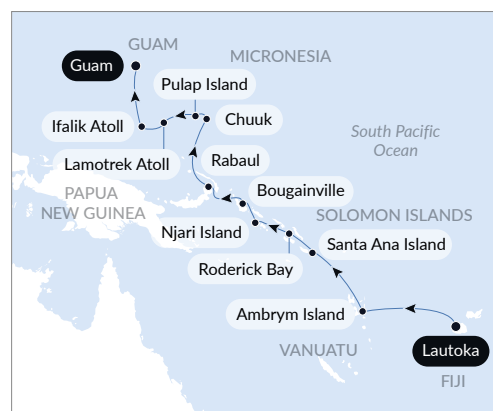 GUAM
Guam
MICRONESIA
Pulap Island
Ifalik Atoll
Chuuk
South Pacific
Ocean
Lamotrek Atoll
Rabaul
PAPUA
NEW GUINEA
Bougainville
SOLOMON ISLANDS
Njari Island
Santa Ana Island
Roderick Bay
Ambrym Island
VANUATU
Lautoka
FIJI